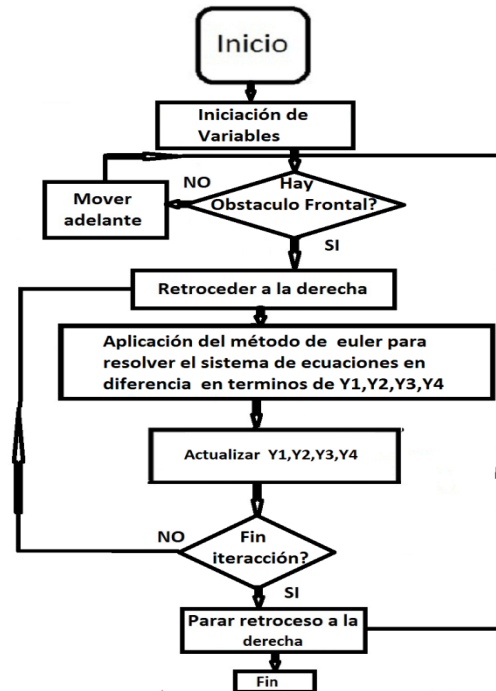 Inicio
Iniciación de
Variables
NO
Hay
Obstaculo Frontal?
Mover
adelante
SI
Retroceder a la derecha
Aplicación del método de euler para
resolver el sistema de ecuaciones en
diferencia en terminos de Y1,Y2,Y3,Y4
Actualizar Y1,Y2,Y3,Y4
NO
Fin
iteracción?
SI
Parar retroceso a la
derecha
Fin